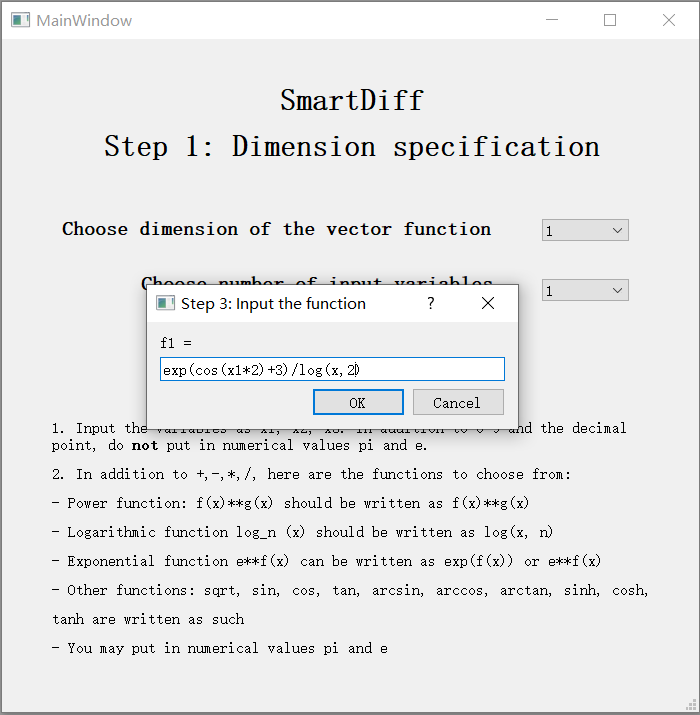 MainWindow
SmartDiff
Step 1: Dimension specification
Choose dimension of the vector function
1
Choose number of input variables
1
Step 3: Input the function
?
f1 =
exp(cos(x1*2)+3)/log(x,2)
OK
Cancel
1. Input the variables as x1, x2, x3. In addition to 0-9 and the decimal
point, do not put in numerical values pi and e.
2. In addition to +,-,*,/, here are the functions to choose from:
- Power function: f(x)**g(x) should be written as f(x)**g(x)
- Logarithmic function log_n (x) should be written as log(x, n)
- Exponential function e**f(x) can be written as exp(f(x)) or e**f(x)
- Other functions: sqrt, sin, cos, tan, arcsin, arccos, arctan, sinh, cosh,
tanh are written as such
- You may put in numerical values pi and e